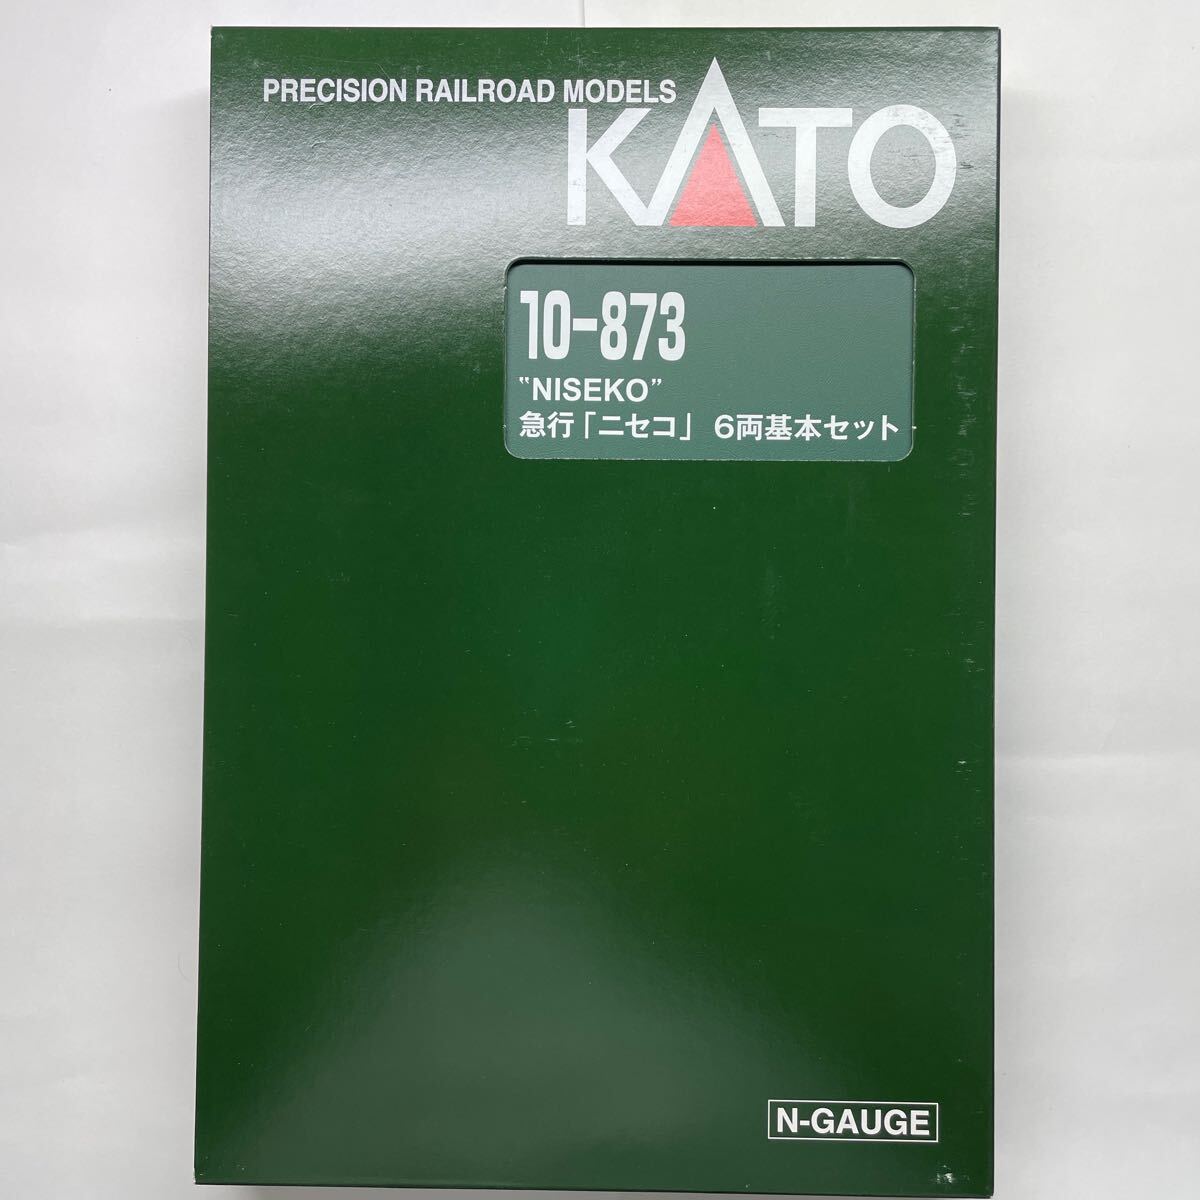 PRECISION RAILROAD MODELS
KATO
10-873
"NISEKO"
急行「ニセコ」 6両基本セット
N-GAUGE